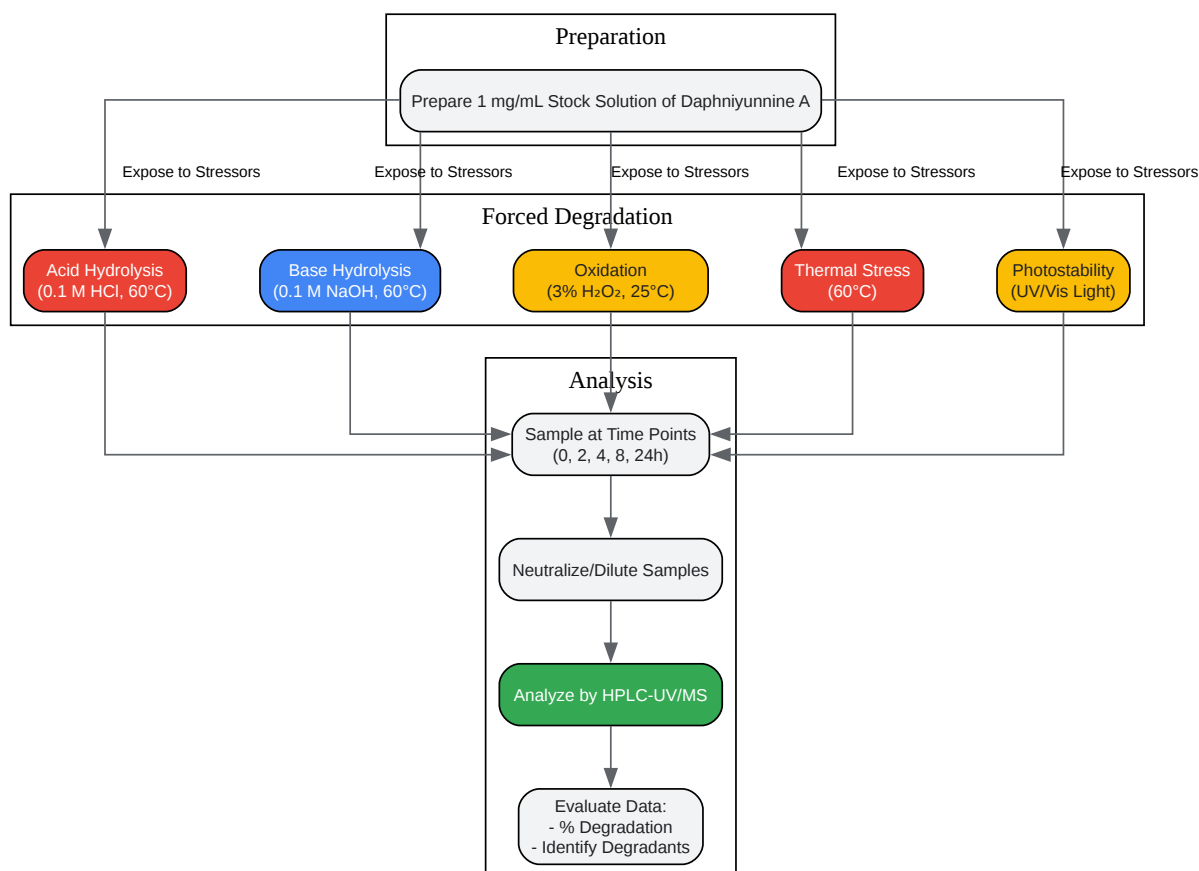 Preparation
Prepare 1 mg/mL Stock Solution of Daphniyunnine A
Expose to Stressors
Expose to Stressors
Expose to Stressors
Expose to Stressors
Expose to Stressors
Forced Degradation
Acid Hydrolysis
(0.1 M HCl, 60°C)
Base Hydrolysis
(0.1 M NaOH, 60°C)
Oxidation
(3% H₂O₂, 25°C)
Thermal Stress
(60°C)
Photostability
(UV/Vis Light)
Analysis
Sample at Time Points
(0, 2, 4, 8, 24h)
Neutralize/Dilute Samples
Analyze by HPLC-UV/MS
Evaluate Data:
- % Degradation
- Identify Degradants